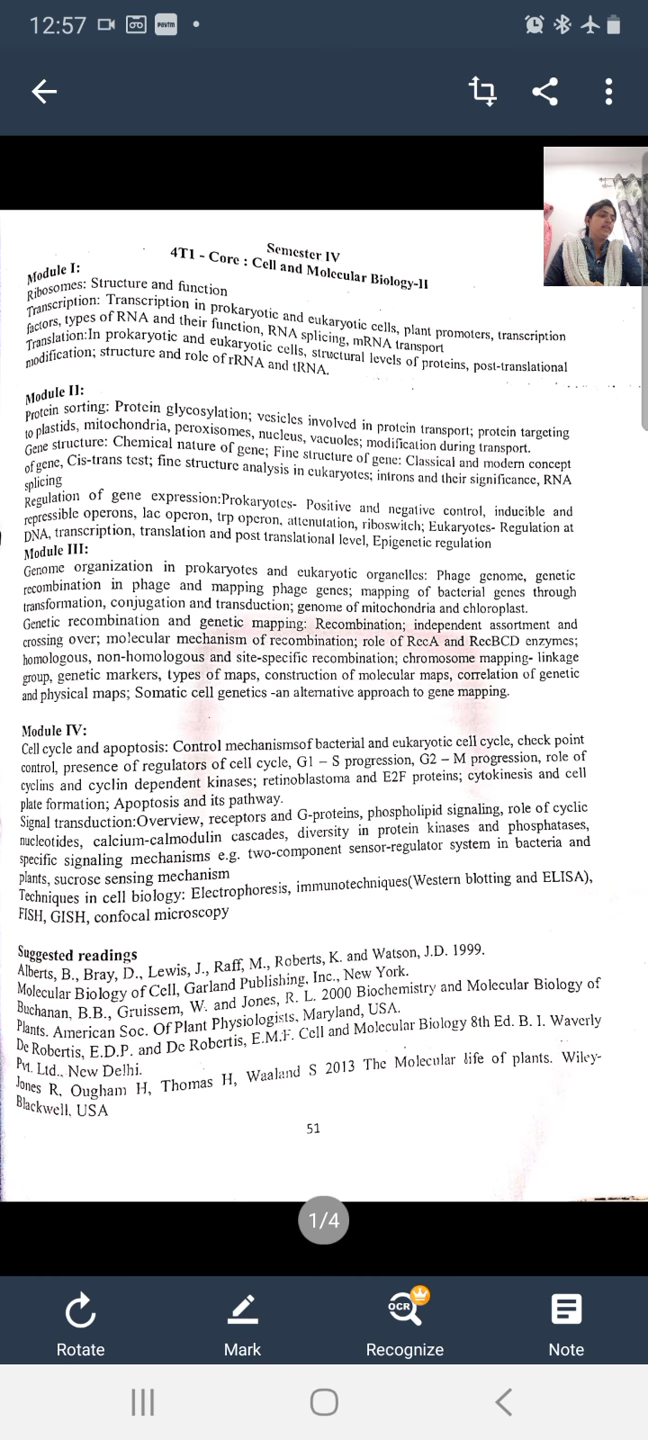 12:57
Paytm
Semester IV
4T1 - Core : Cell and Molecular Biology-II
Module I:
Ribosomes: Structure and function
Transcription: Transcription in prokaryotic and eukaryotic cells, plant promoters, transcription
factors, types of RNA and their function, RNA splicing, mRNA transport
Translation:In prokaryotic and eukaryotic cells, structural levels of proteins, post-translational
modification; structure and role of rRNA and tRNA.
Module II:
Protein sorting: Protein glycosylation; vesicles involved in protein transport; protein targeting
to plastids, mitochondria, peroxisomes, nucleus, vacuoles; modification during transport.
Gene structure: Chemical nature of gene; Fine structure of gene: Classical and modern concept
of gene, Cis-trans test; fine structure analysis in eukaryotes; introns and their significance, RNA
splicing
Regulation of gene expression:Prokaryotes- Positive and negative control, inducible and
repressible operons, lac operon, trp operon, attenutation, riboswitch; Eukaryotes- Regulation at
DNA, transcription, translation and post translational level, Epigenetic regulation
Module III:
Genome organization in prokaryotes and eukaryotic organelles: Phage genome, genetic
recombination in phage and mapping phage genes; mapping of bacterial genes through
transformation, conjugation and transduction; genome of mitochondria and chloroplast.
Genetic recombination and genetic mapping: Recombination; independent assortment and
crossing over; molecular mechanism of recombination; role of RecA and RecBCD enzymes;
homologous, non-homologous and site-specific recombination; chromosome mapping- linkage
group, genetic markers, types of maps, construction of molecular maps, correlation of genetic
and physical maps; Somatic cell genetics -an alternative approach to gene mapping.
Module IV:
Cell cycle and apoptosis: Control mechanismsof bacterial and eukaryotic cell cycle, check point
control, presence of regulators of cell cycle, G1 – S progression, G2 – M progression, role of
cyclins and cyclin dependent kinases; retinoblastoma and E2F proteins; cytokinesis and cell
plate formation; Apoptosis and its pathway.
Signal transduction:Overview, receptors and G-proteins, phospholipid signaling, role of cyclic
nucleotides, calcium-calmodulin cascades, diversity in protein kinases and phosphatases,
specific signaling mechanisms e.g. two-component sensor-regulator system in bacteria and
plants, sucrose sensing mechanism
Techniques in cell biology: Electrophoresis, immunotechniques(Western blotting and ELISA),
FISH, GISH, confocal microscopy
Suggested readings
Alberts, B., Bray, D., Lewis, J., Raff, M., Roberts, K. and Watson, J.D. 1999.
Molecular Biology of Cell, Garland Publishing, Inc., New York.
Buchanan, B.B., Gruissem, W. and Jones, R. L. 2000 Biochemistry and Molecular Biology of
Plants. American Soc. Of Plant Physiologists, Maryland, USA.
De Robertis, E.D.P. and De Robertis, E.M.F. Cell and Molecular Biology 8th Ed. B. I. Waverly
Pvt. Ltd., New Delhi.
Jones R, Ougham H, Thomas H, Waaland S 2013 The Molecular life of plants. Wiley-
Blackwell, USA
51
1/4
OCR
Rotate
Mark
Recognize
Note